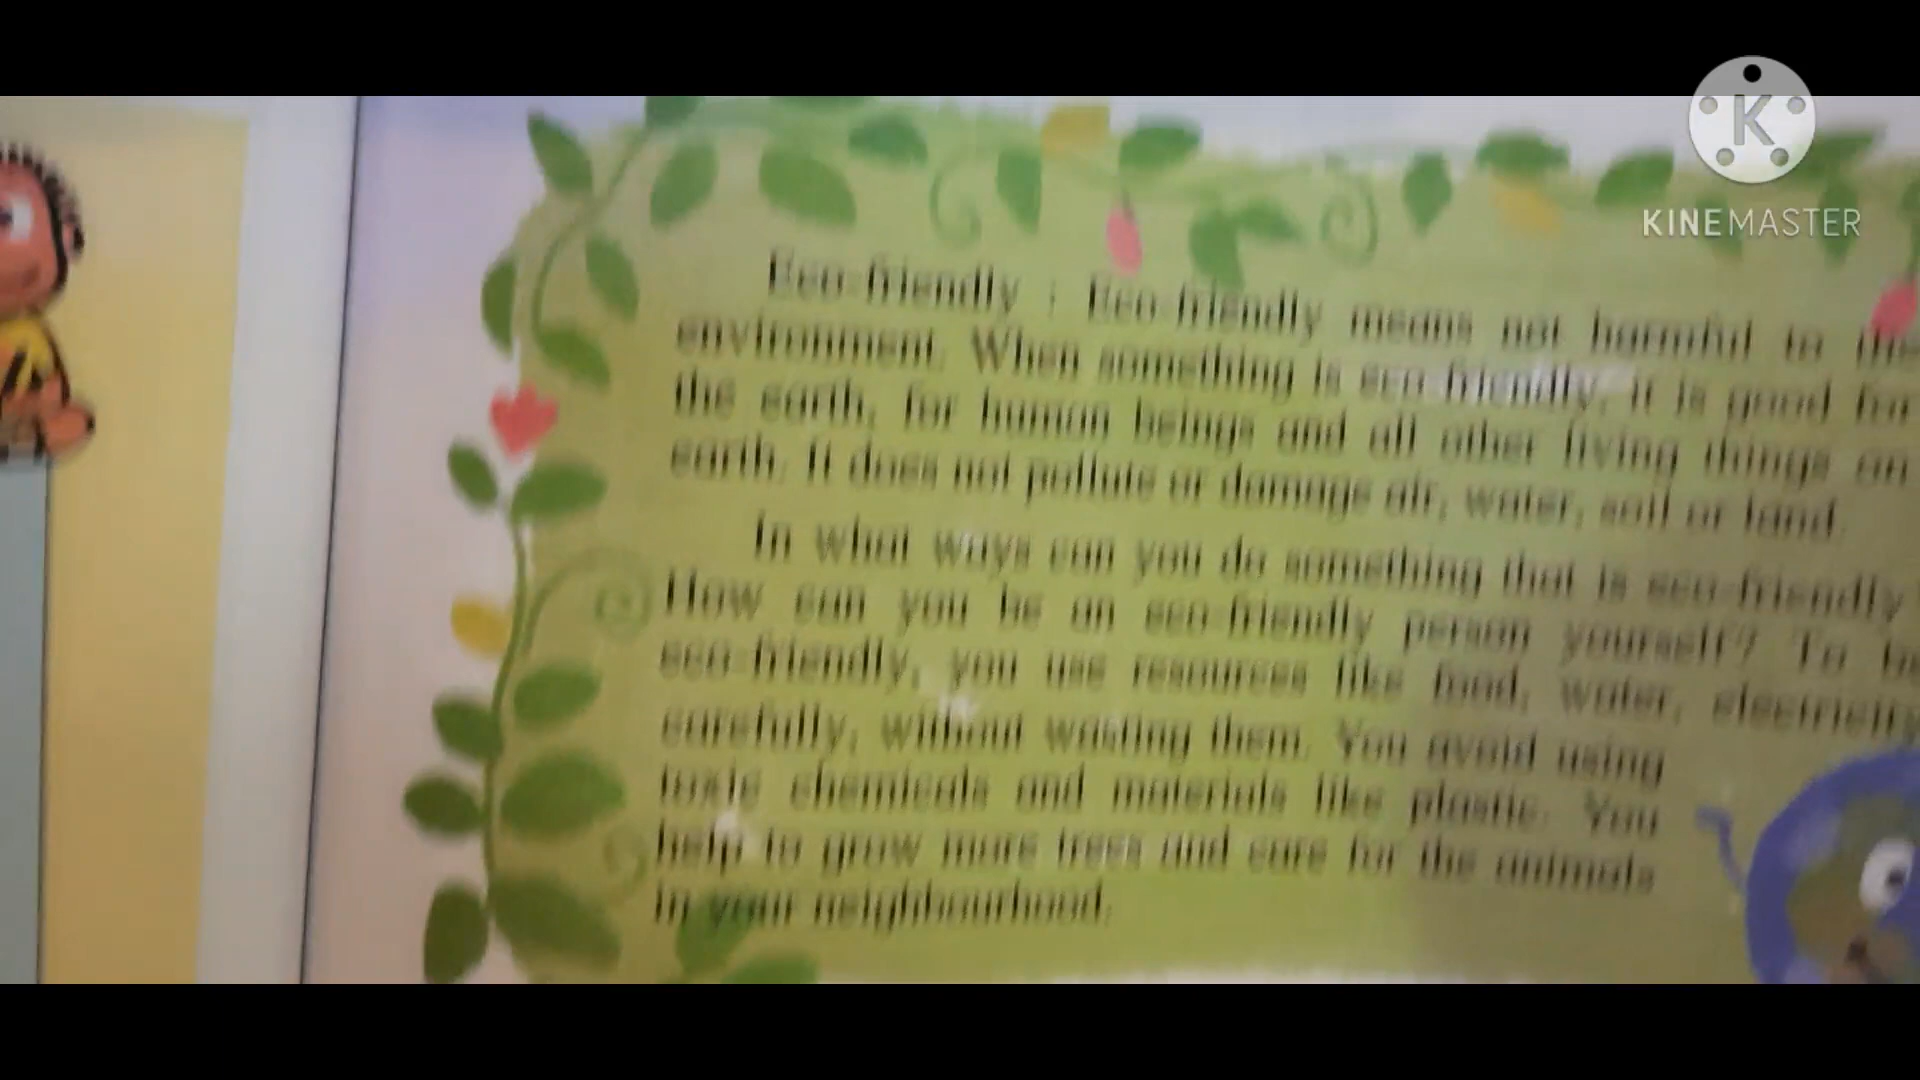 KINEMASTER
Eco-friendly : Eco-friendly means not harmful to the
environment. When something is eco-friendly, it is good for
the earth, for human beings and all other living things on
earth. It does not pollute or damage air, water, soil or land.
In what ways can you do something that is eco-friendly
How can you be an eco-friendly person yourself? To be
eco-friendly, you use resources like food, water, electricity
carefully, without wasting them. You avoid using
toxic chemicals and materials like plastic. You
help to grow more trees and care for the animals
in your neighbourhood.